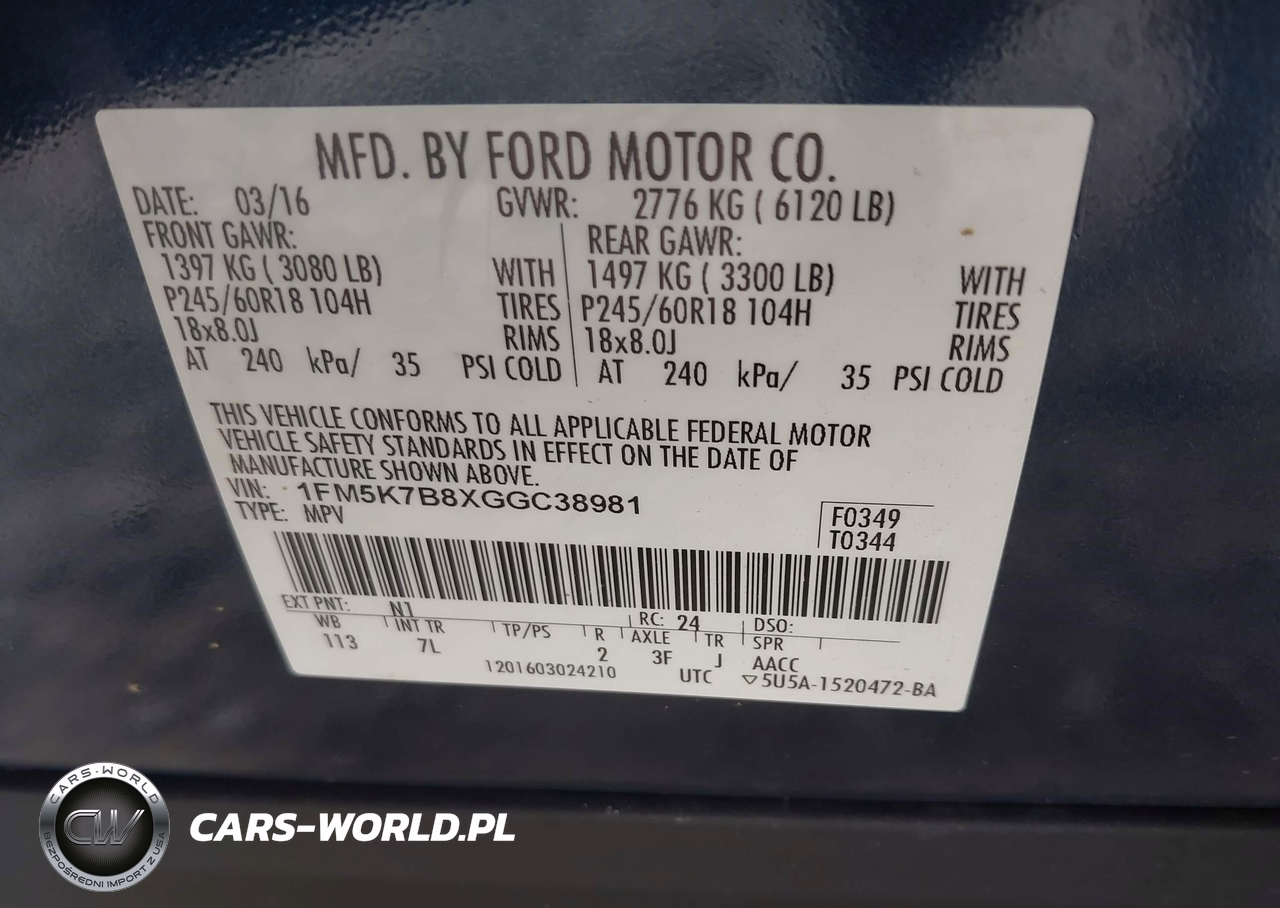 MFD. BY FORD MOTOR CO.
DATE: 03/16 GVWR: 2776 KG ( 6120 LB)
FRONT GAWR: REAR GAWR:
1397 KG ( 3080 LB) WITH 1497 KG ( 3300 LB) WITH
P245/60R18 104H TIRES P245/60R18 104H TIRES
18x8.0J RIMS 18x8.0J RIMS
AT 240 kPa/ 35 PSI COLD AT 240 kPa/ 35 PSI COLD
THIS VEHICLE CONFORMS TO ALL APPLICABLE FEDERAL MOTOR
VEHICLE SAFETY STANDARDS IN EFFECT ON THE DATE OF
MANUFACTURE SHOWN ABOVE.
VIN: 1FM5K7B8XGGC38981
TYPE: MPV
F0349
T0344
EXT PNT: N1 RC: 24 DSO:
WB INT TR TP/PS R AXLE TR SPR
113 7L 2 3F J AACC
1201603024210 UTC ▽5U5A-1520472-BA
CARS-WORLD
CW
BEZPOŚREDNI IMPORT Z USA
CARS-WORLD.PL